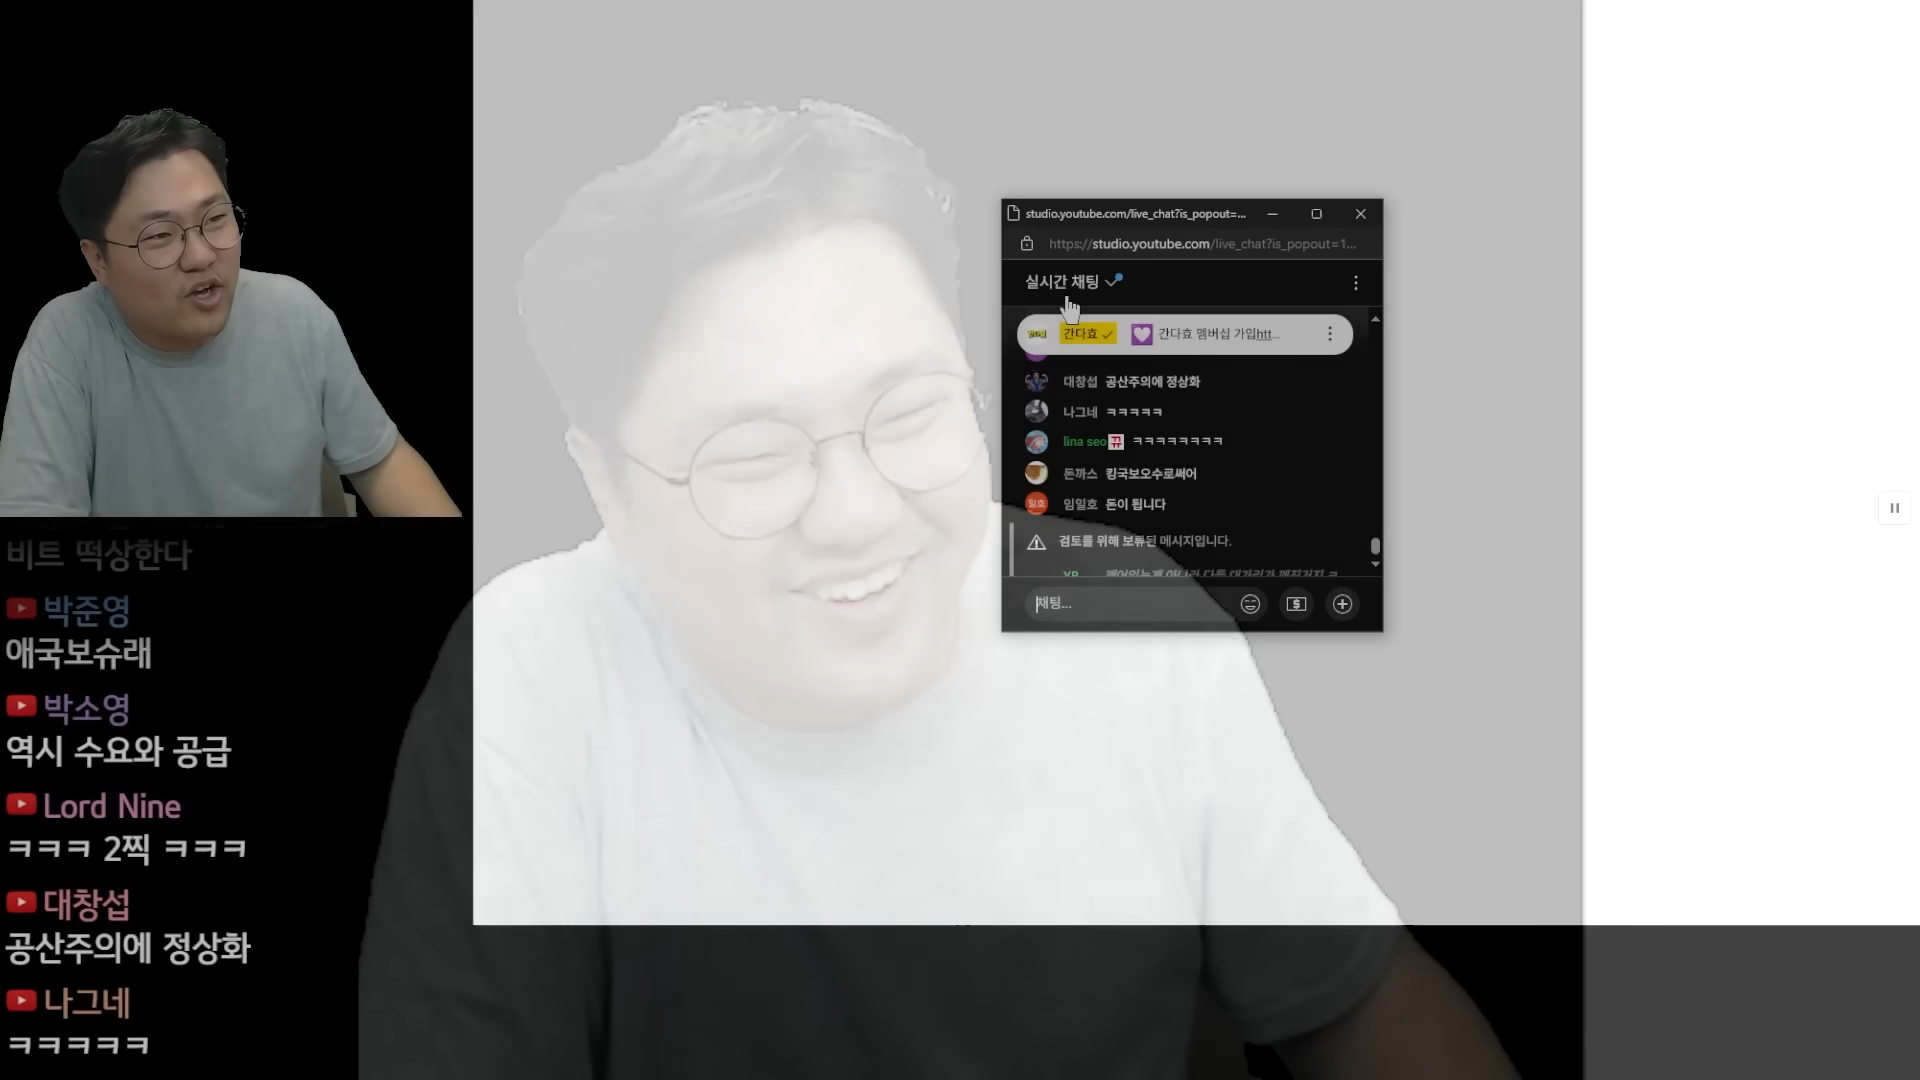 비트 떡상한다
박준영
애국보슈래
박소영
역시 수요와 공급
Lord Nine
ㅋㅋㅋ 2찍 ㅋㅋㅋ
대창섭
공산주의에 정상화
나그네
ㅋㅋㅋㅋㅋ
studio.youtube.com/live_chat?is_popout=...
https://studio.youtube.com/live_chat?is_popout=1...
실시간 채팅
간다효 간다효 멤버십 가입htt...
대창섭 공산주의에 정상화
나그네 ㅋㅋㅋㅋㅋ
lina seo ㅋㅋㅋㅋㅋㅋㅋㅋ
돈까스 킹국보오수로써어
일호 임일호 돈이 됩니다
검토를 위해 보류된 메시지입니다.
채팅...